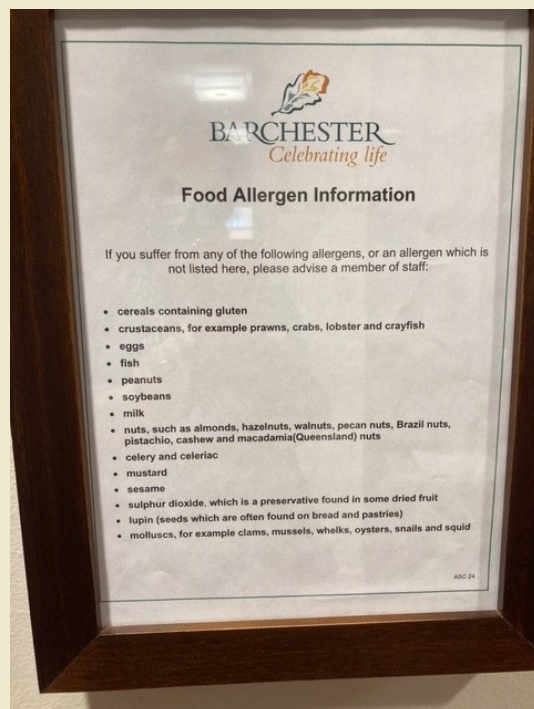 BARCHESTER
Celebrating life
Food Allergen Information
If you suffer from any of the following allergens, or an allergen which is
not listed here, please advise a member of staff:
• cereals containing gluten
• crustaceans, for example prawns, crabs, lobster and crayfish
• eggs
• fish
• peanuts
• soybeans
• milk
• nuts, such as almonds, hazelnuts, walnuts, pecan nuts, Brazil nuts,
pistachio, cashew and macadamia(Queensland) nuts
• celery and celeriac
• mustard
• sesame
• sulphur dioxide, which is a preservative found in some dried fruit
• lupin (seeds which are often found on bread and pastries)
• molluscs, for example clams, mussels, whelks, oysters, snails and squid
ASC 24